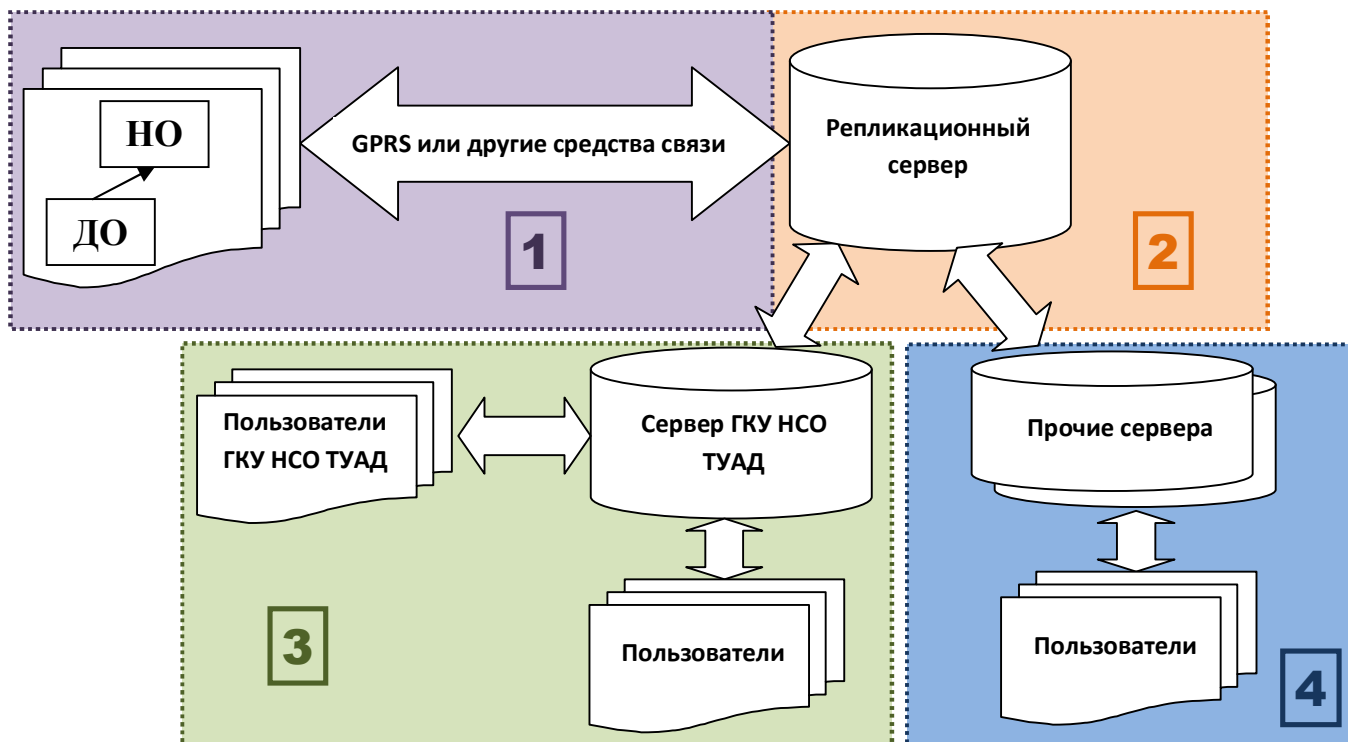 НО
ДО
GPRS или другие средства связи
1
Репликационный
сервер
2
Пользователи
ГКУ НСО ТУАД
Сервер ГКУ НСО
ТУАД
Пользователи
3
Прочие сервера
Пользователи
4